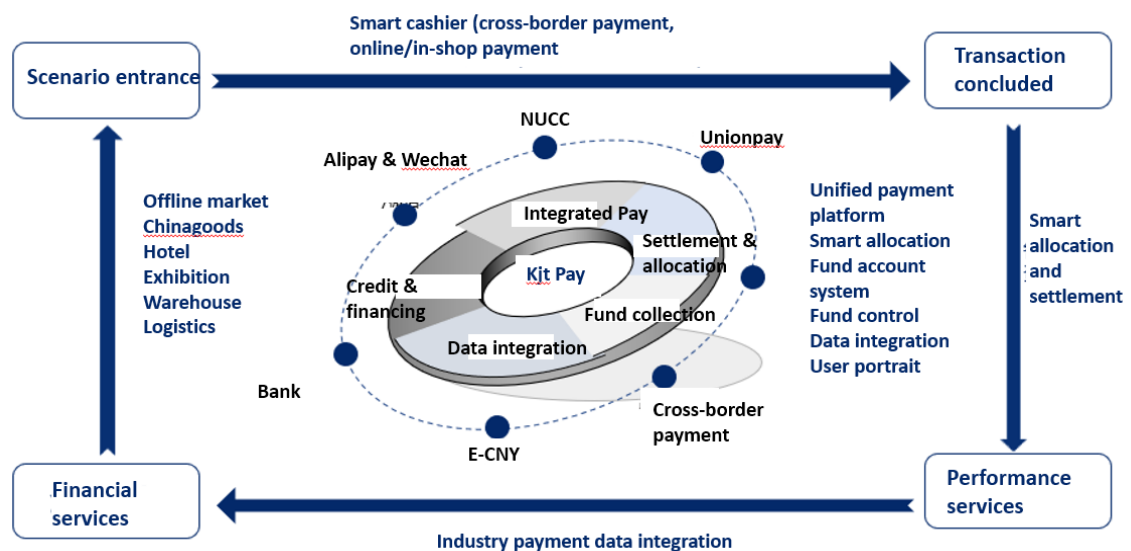 Smart cashier (cross-border payment,
online/in-shop payment
Scenario entrance
Transaction
concluded
NUCC
Unionpay
Alipay & Wechat
Offline market
Chinagoods
Hotel
Exhibition
Warehouse
Logistics
Integrated Pay
Settlement &
allocation
Kjt Pay
Credit &
financing
Fund collection
Data integration
Unified payment
platform
Smart allocation
Fund account
system
Fund control
Data integration
User portrait
Smart
allocation
and
settlement
Bank
Cross-border
payment
E-CNY
Financial
services
Performance
services
Industry payment data integration